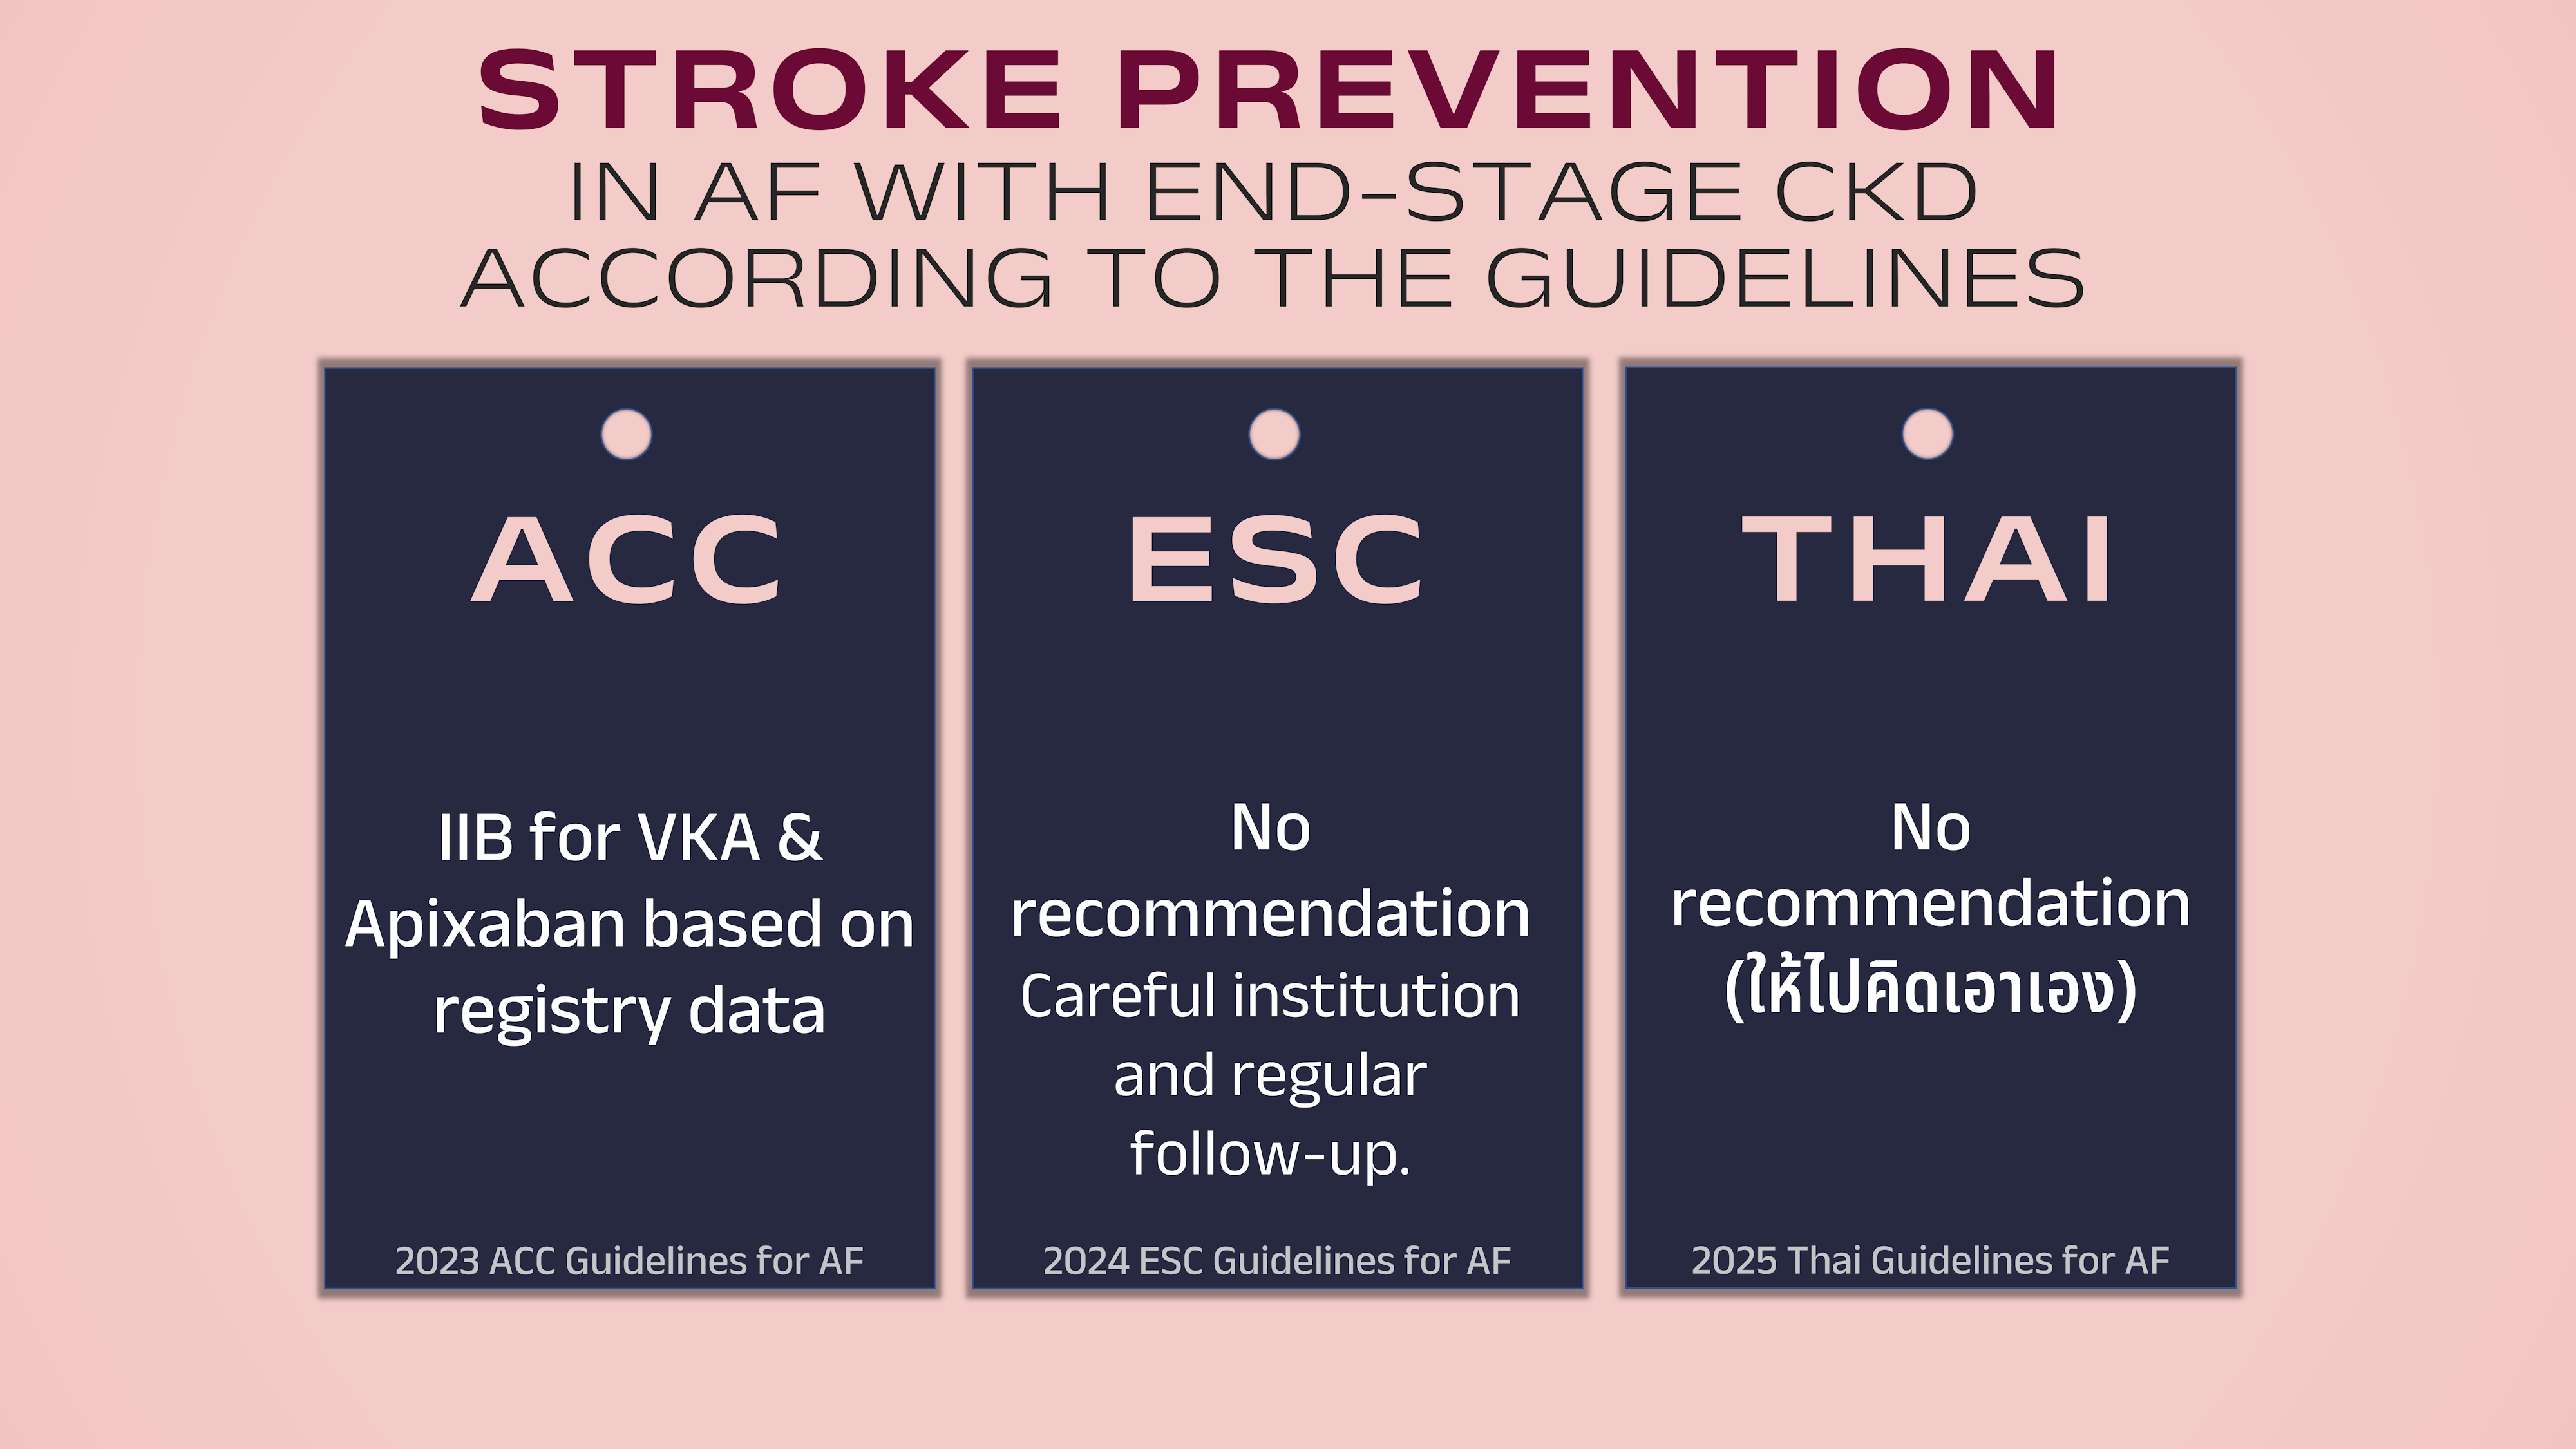 STROKE PREVENTION
IN AF WITH END-STAGE CKD
ACCORDING TO THE GUIDELINES
ACC
IIB for VKA &
Apixaban based on
registry data
2023 ACC Guidelines for AF
ESC
No
recommendation
Careful institution
and regular
follow-up.
2024 ESC Guidelines for AF
THAI
No
recommendation
(ให้ไปคิดเอาเอง)
2025 Thai Guidelines for AF